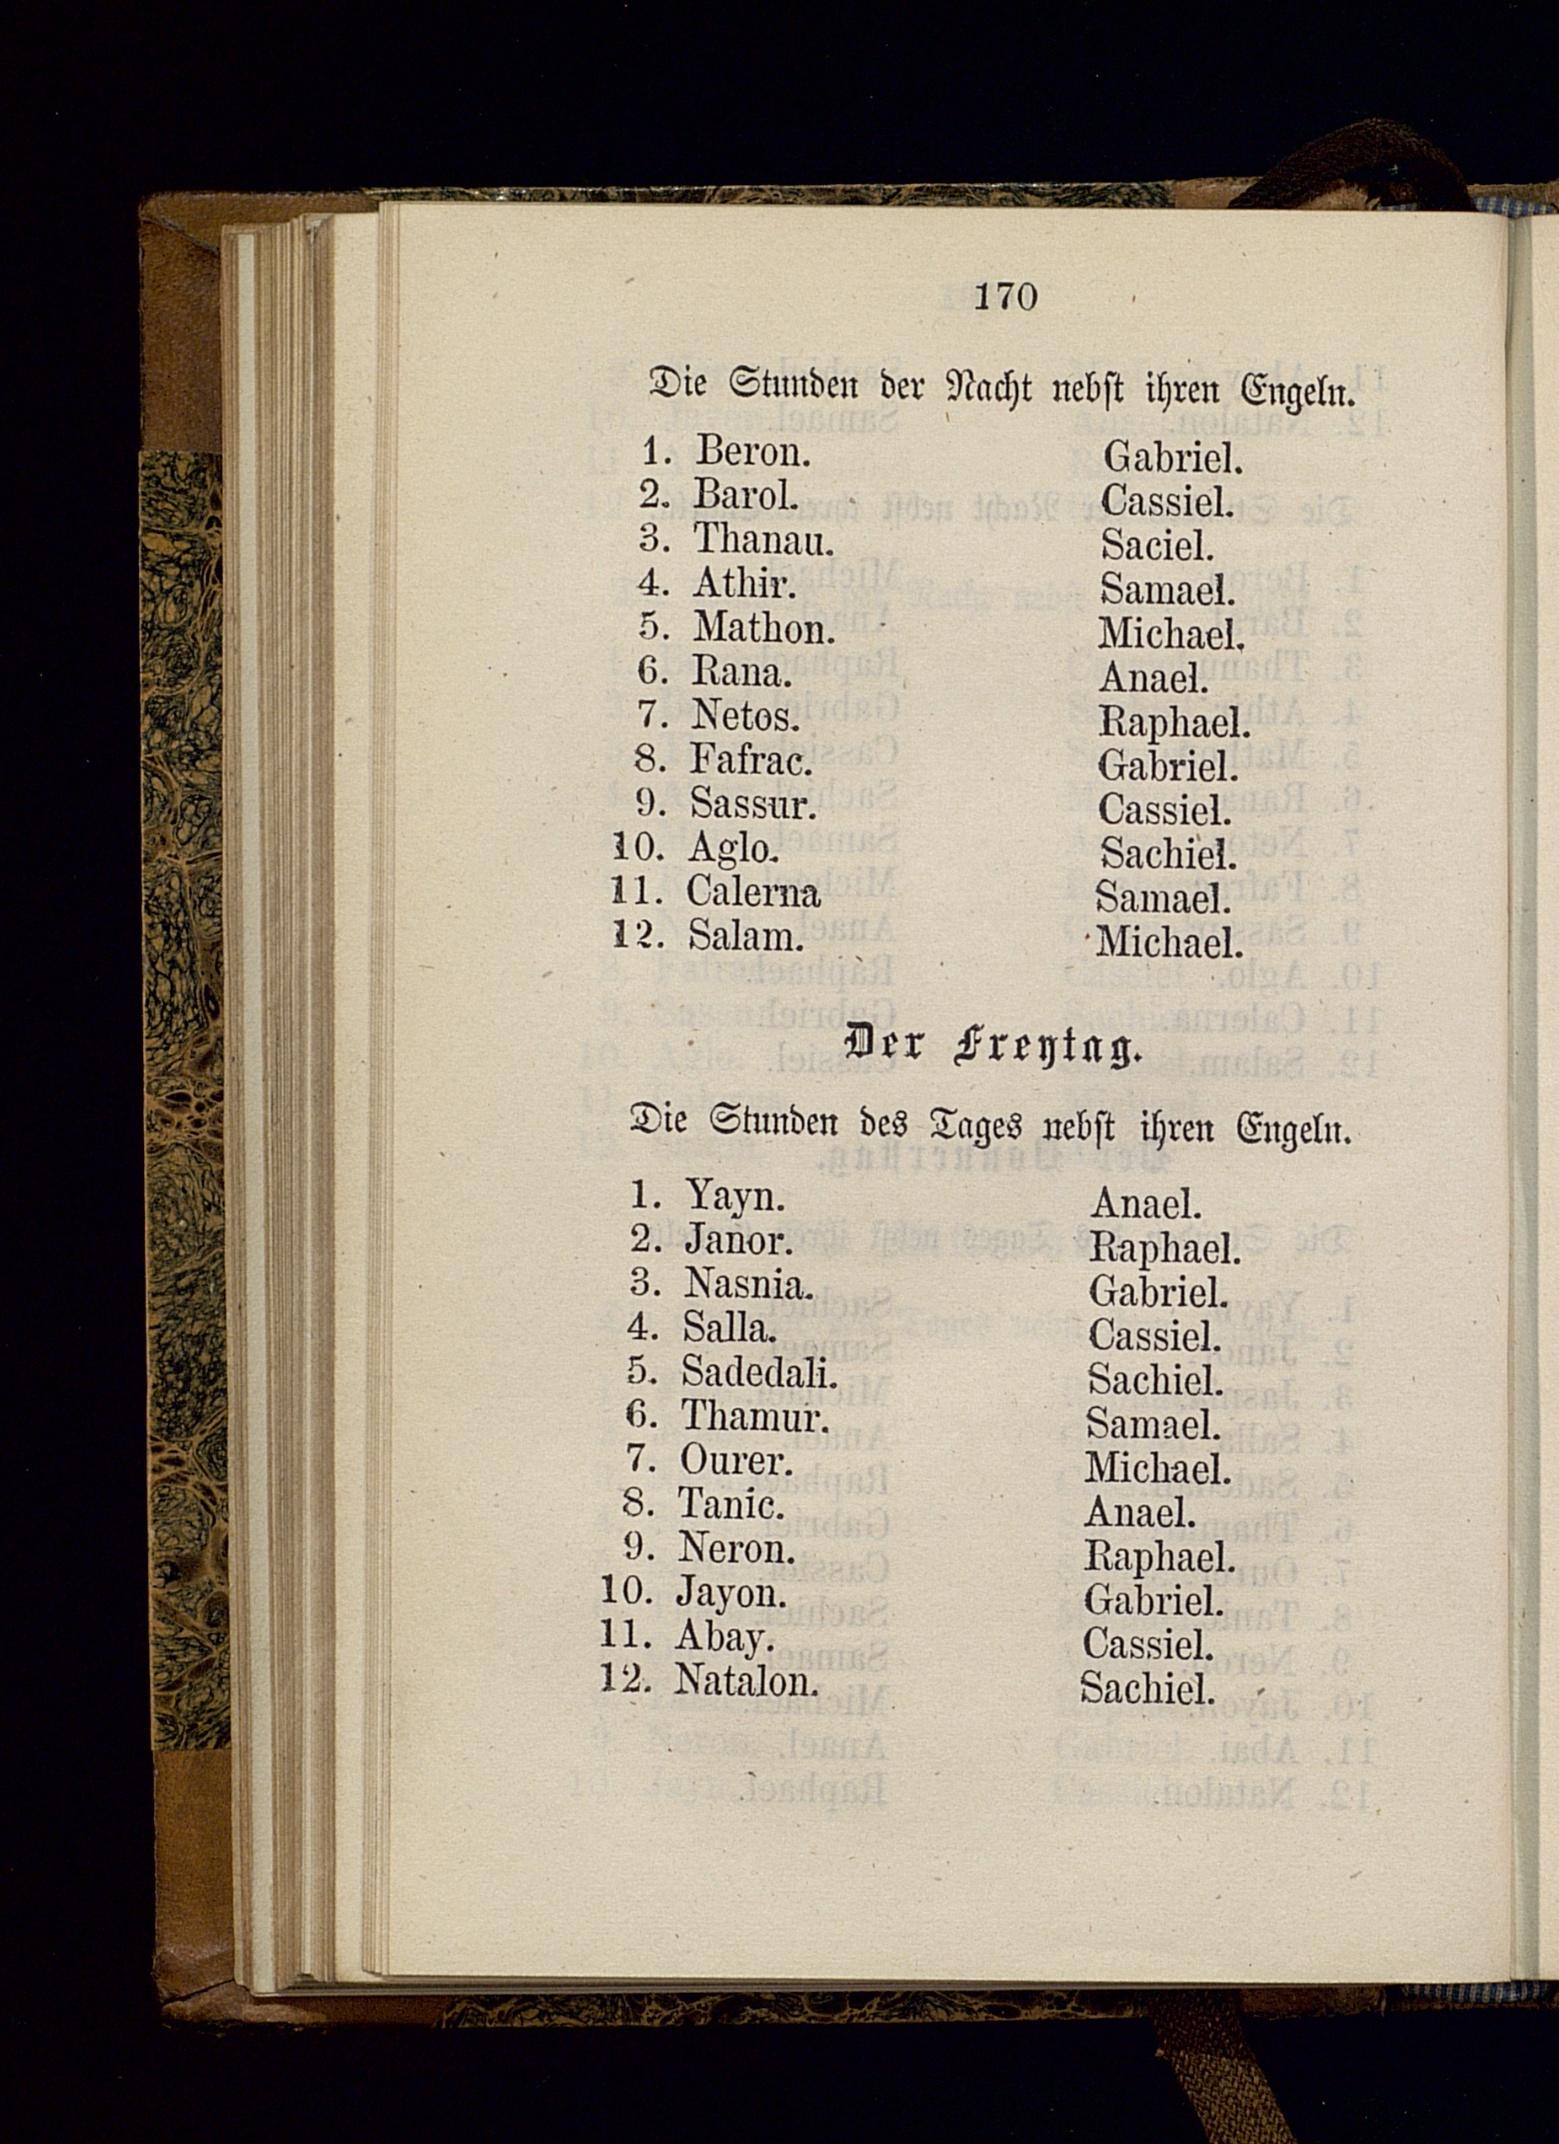 170
Die Stunden der Nacht nebst ihren Engeln.
1. Beron. Gabriel.
2. Barol. Cassiel.
3. Thanau. Saciel.
4. Athir. Samael.
5. Mathon. Michael.
6. Rana. Anael.
7. Netos. Raphael.
8. Fafrac. Gabriel.
9. Sassur. Cassiel.
10. Aglo. Sachiel.
11. Calerna Samael.
12. Salam. Michael.
Der Freytag.
Die Stunden des Tages nebst ihren Engeln.
1. Yayn. Anael.
2. Janor. Raphael.
3. Nasnia. Gabriel.
4. Salla. Cassiel.
5. Sadedali. Sachiel.
6. Thamur. Samael.
7. Ourer. Michael.
8. Tanic. Anael.
9. Neron. Raphael.
10. Jayon. Gabriel.
11. Abay. Cassiel.
12. Natalon. Sachiel.